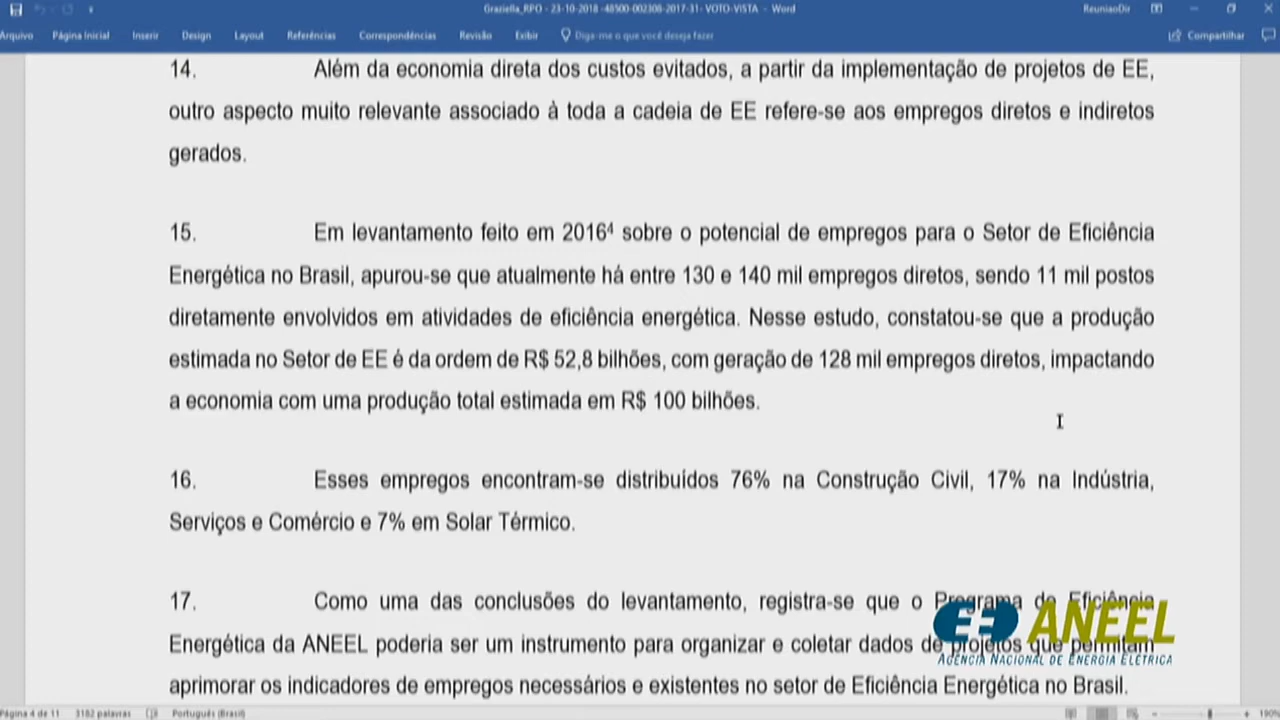 Graziella_RPO - 23-10-2018 -48500-002308-2017-31- VOTO-VISTA - Word
ReuniaoDir
Arquivo Página Inicial Inserir Design Layout Referências Correspondências Revisão Exibir Diga-me o que você deseja fazer Compartilhar
14. Além da economia direta dos custos evitados, a partir da implementação de projetos de EE,
outro aspecto muito relevante associado à toda a cadeia de EE refere-se aos empregos diretos e indiretos
gerados.
15. Em levantamento feito em 2016⁴ sobre o potencial de empregos para o Setor de Eficiência
Energética no Brasil, apurou-se que atualmente há entre 130 e 140 mil empregos diretos, sendo 11 mil postos
diretamente envolvidos em atividades de eficiência energética. Nesse estudo, constatou-se que a produção
estimada no Setor de EE é da ordem de R$ 52,8 bilhões, com geração de 128 mil empregos diretos, impactando
a economia com uma produção total estimada em R$ 100 bilhões.
16. Esses empregos encontram-se distribuídos 76% na Construção Civil, 17% na Indústria,
Serviços e Comércio e 7% em Solar Térmico.
17. Como uma das conclusões do levantamento, registra-se que o Programa de Eficiência
Energética da ANEEL poderia ser um instrumento para organizar e coletar dados de projetos que permitam
aprimorar os indicadores de empregos necessários e existentes no setor de Eficiência Energética no Brasil.
ANEEL
AGÊNCIA NACIONAL DE ENERGIA ELÉTRICA
Página 4 de 11 3182 palavras Português (Brasil) 190%